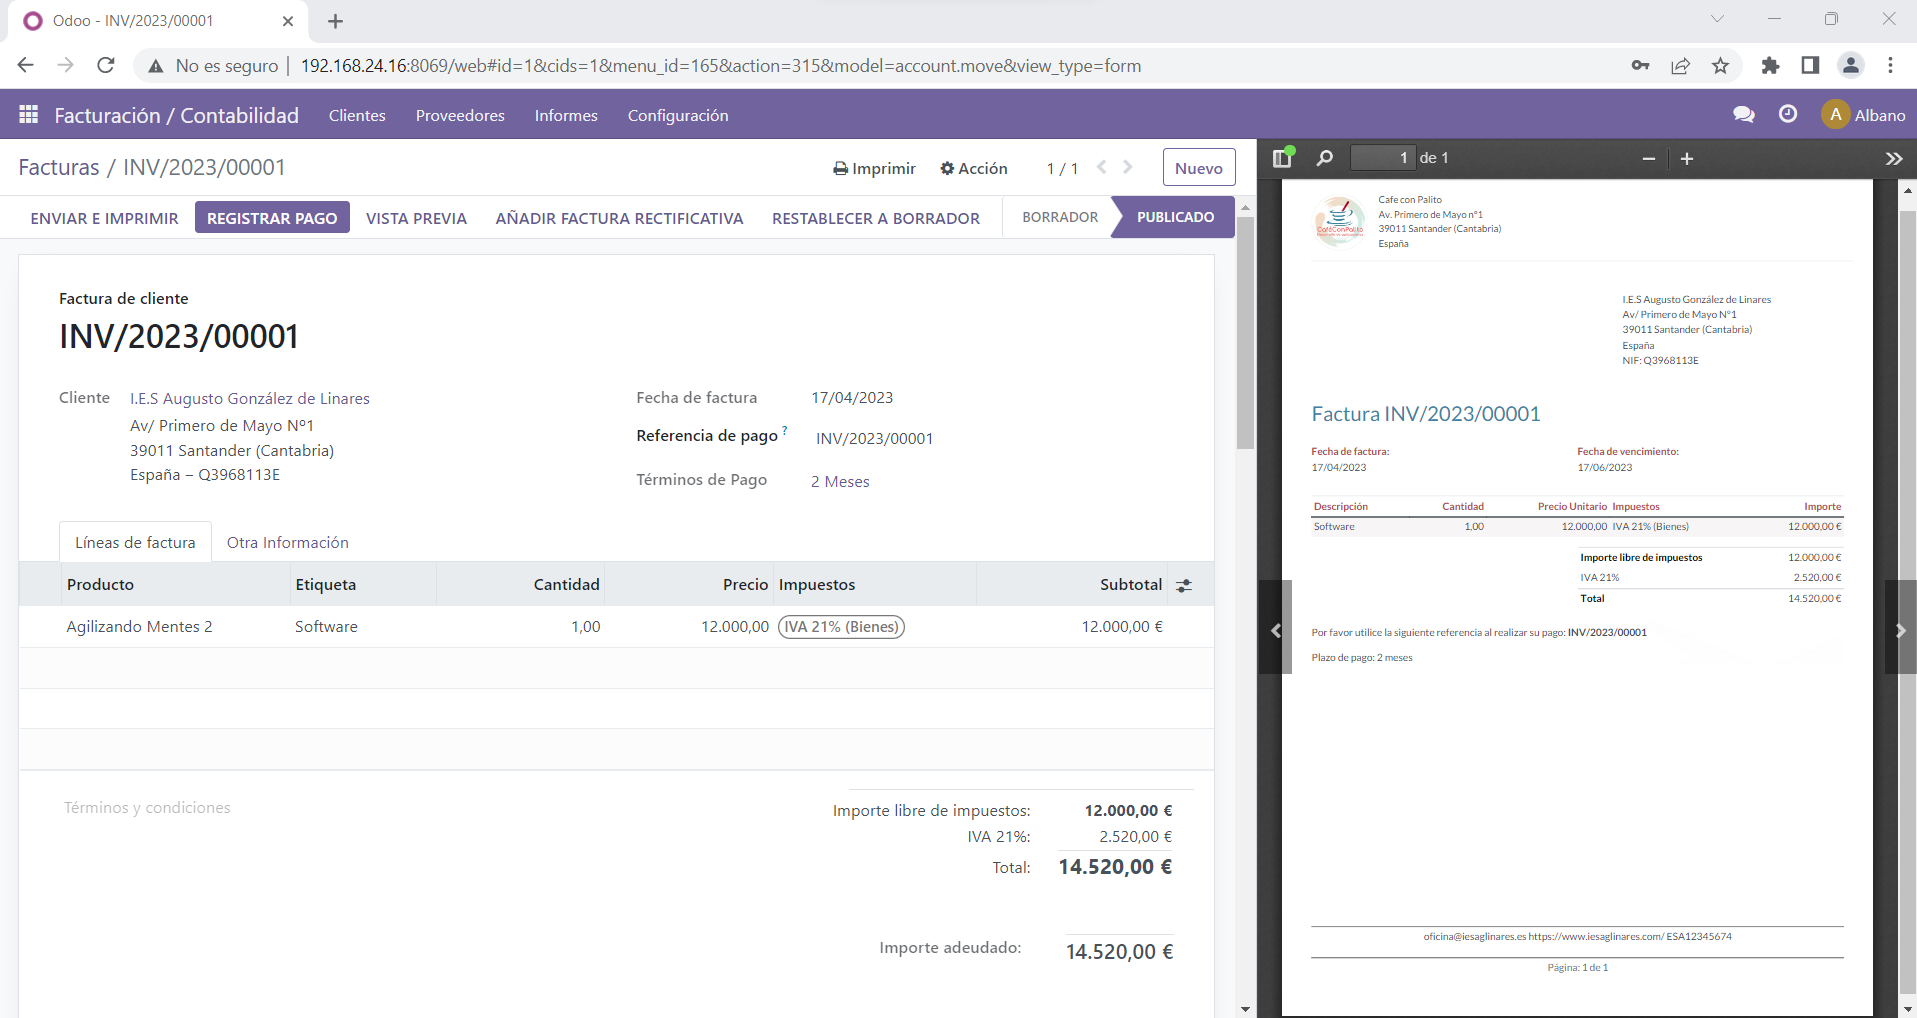 Odoo - INV/2023/00001
No es seguro | 192.168.24.16:8069/web#id=1&cids=1&menu_id=165&action=315&model=account.move&view_type=form
Facturación / Contabilidad Clientes Proveedores Informes Configuración A Albano
Facturas / INV/2023/00001 Imprimir Acción 1 / 1 Nuevo
ENVIAR E IMPRIMIR REGISTRAR PAGO VISTA PREVIA AÑADIR FACTURA RECTIFICATIVA RESTABLECER A BORRADOR BORRADOR PUBLICADO
Factura de cliente
INV/2023/00001
Cliente I.E.S Augusto González de Linares
Av/ Primero de Mayo Nº1
39011 Santander (Cantabria)
España – Q3968113E
Fecha de factura 17/04/2023
Referencia de pago ? INV/2023/00001
Términos de Pago 2 Meses
Líneas de factura Otra Información
Producto Etiqueta Cantidad Precio Impuestos Subtotal
Agilizando Mentes 2 Software 1,00 12.000,00 IVA 21% (Bienes) 12.000,00 €
Términos y condiciones
Importe libre de impuestos: 12.000,00 €
IVA 21%: 2.520,00 €
Total: 14.520,00 €
Importe adeudado: 14.520,00 €
1 de 1
CaféConPalito
Cafe con Palito
Av. Primero de Mayo nº1
39011 Santander (Cantabria)
España
I.E.S Augusto González de Linares
Av/ Primero de Mayo Nº1
39011 Santander (Cantabria)
España
NIF: Q3968113E
Factura INV/2023/00001
Fecha de factura: Fecha de vencimiento:
17/04/2023 17/06/2023
Descripción Cantidad Precio Unitario Impuestos Importe
Software 1,00 12.000,00 IVA 21% (Bienes) 12.000,00 €
Importe libre de impuestos 12.000,00 €
IVA 21% 2.520,00 €
Total 14.520,00 €
Por favor utilice la siguiente referencia al realizar su pago: INV/2023/00001
Plazo de pago: 2 meses
oficina@iesaglinares.es https://www.iesaglinares.com/ ESA12345674
Página: 1 de 1